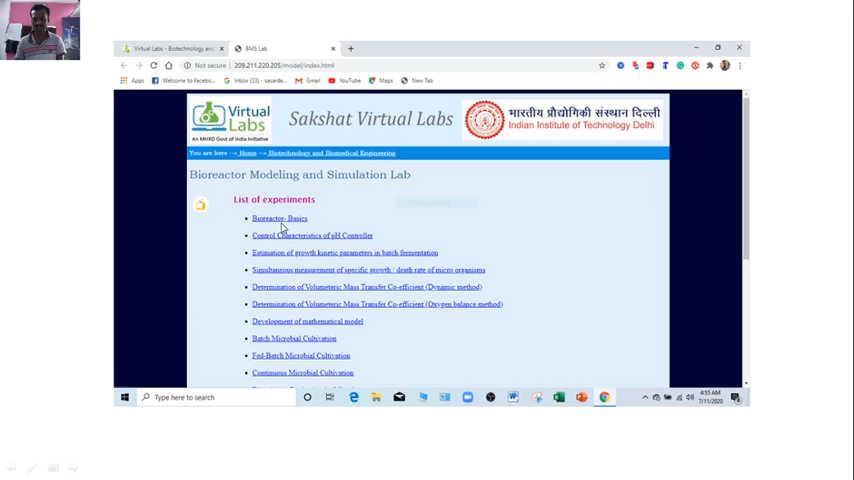 Virtual Labs - Biotechnology and
BMS Lab
Not secure
209.211.220.205/model/index.html
Apps
Welcome to Facebo...
Inbox (33) - sasarde...
Gmail
YouTube
Maps
New Tab
Virtual
Labs
An MHRD Govt of India Initiative
Sakshat Virtual Labs
भारतीय प्रौद्योगिकी संस्थान दिल्ली
Indian Institute of Technology Delhi
You are here → Home → Biotechnology and Biomedical Engineering
Bioreactor Modeling and Simulation Lab
List of experiments
Bioreactor- Basics
Control Characteristics of pH Controller
Estimation of growth kinetic parameters in batch fermentation
Simultaneous measurement of specific growth / death rate of micro organisms
Determination of Volumeteric Mass Transfer Co-efficient (Dynamic method)
Determination of Volumeteric Mass Transfer Co-efficient (Oxygen balance method)
Development of mathematical model
Batch Microbial Cultivation
Fed-Batch Microbial Cultivation
Continuous Microbial Cultivation
Type here to search
4:55 AM
7/11/2020